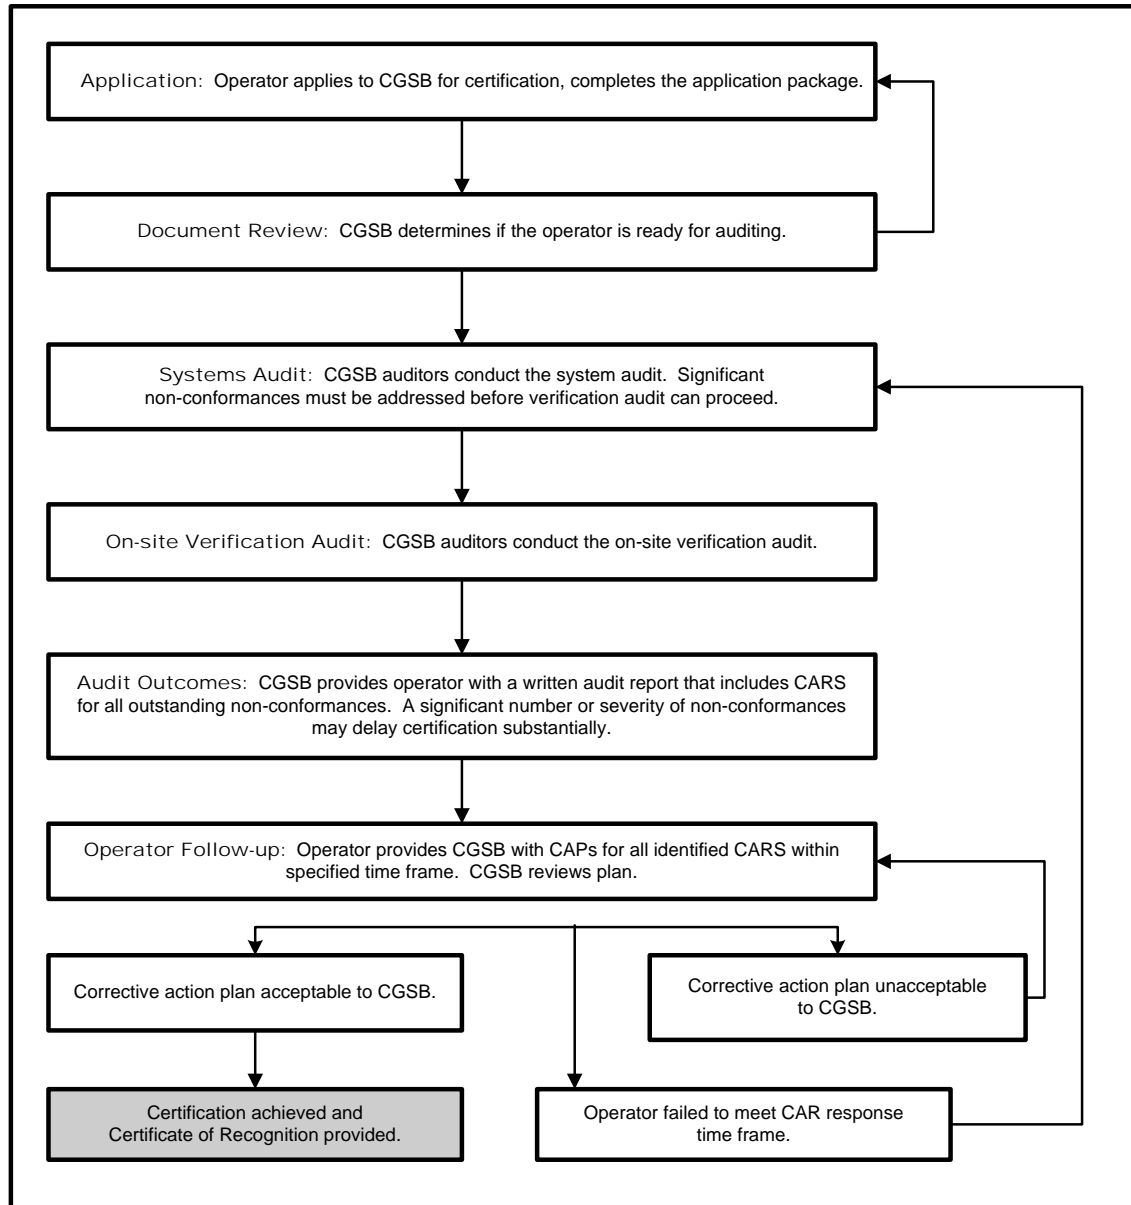 Application: Operator applies to CGSB for certification, completes the application package.
Document Review: CGSB determines if the operator is ready for auditing.
Systems Audit: CGSB auditors conduct the system audit. Significant
non-conformances must be addressed before verification audit can proceed.
On-site Verification Audit: CGSB auditors conduct the on-site verification audit.
Audit Outcomes: CGSB provides operator with a written audit report that includes CARS
for all outstanding non-conformances. A significant number or severity of non-conformances
may delay certification substantially.
Operator Follow-up: Operator provides CGSB with CAPs for all identified CARS within
specified time frame. CGSB reviews plan.
Corrective action plan acceptable to CGSB.
Corrective action plan unacceptable
to CGSB.
Certification achieved and
Certificate of Recognition provided.
Operator failed to meet CAR response
time frame.